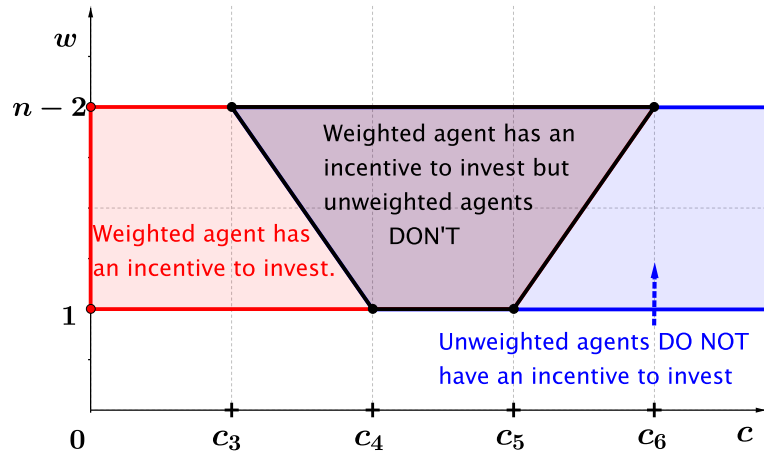 w
n − 2
Weighted agent has an
incentive to invest but
unweighted agents
DON'T
Weighted agent has
an incentive to invest.
1
Unweighted agents DO NOT
have an incentive to invest
0
c₃
c₄
c₅
c₆
c